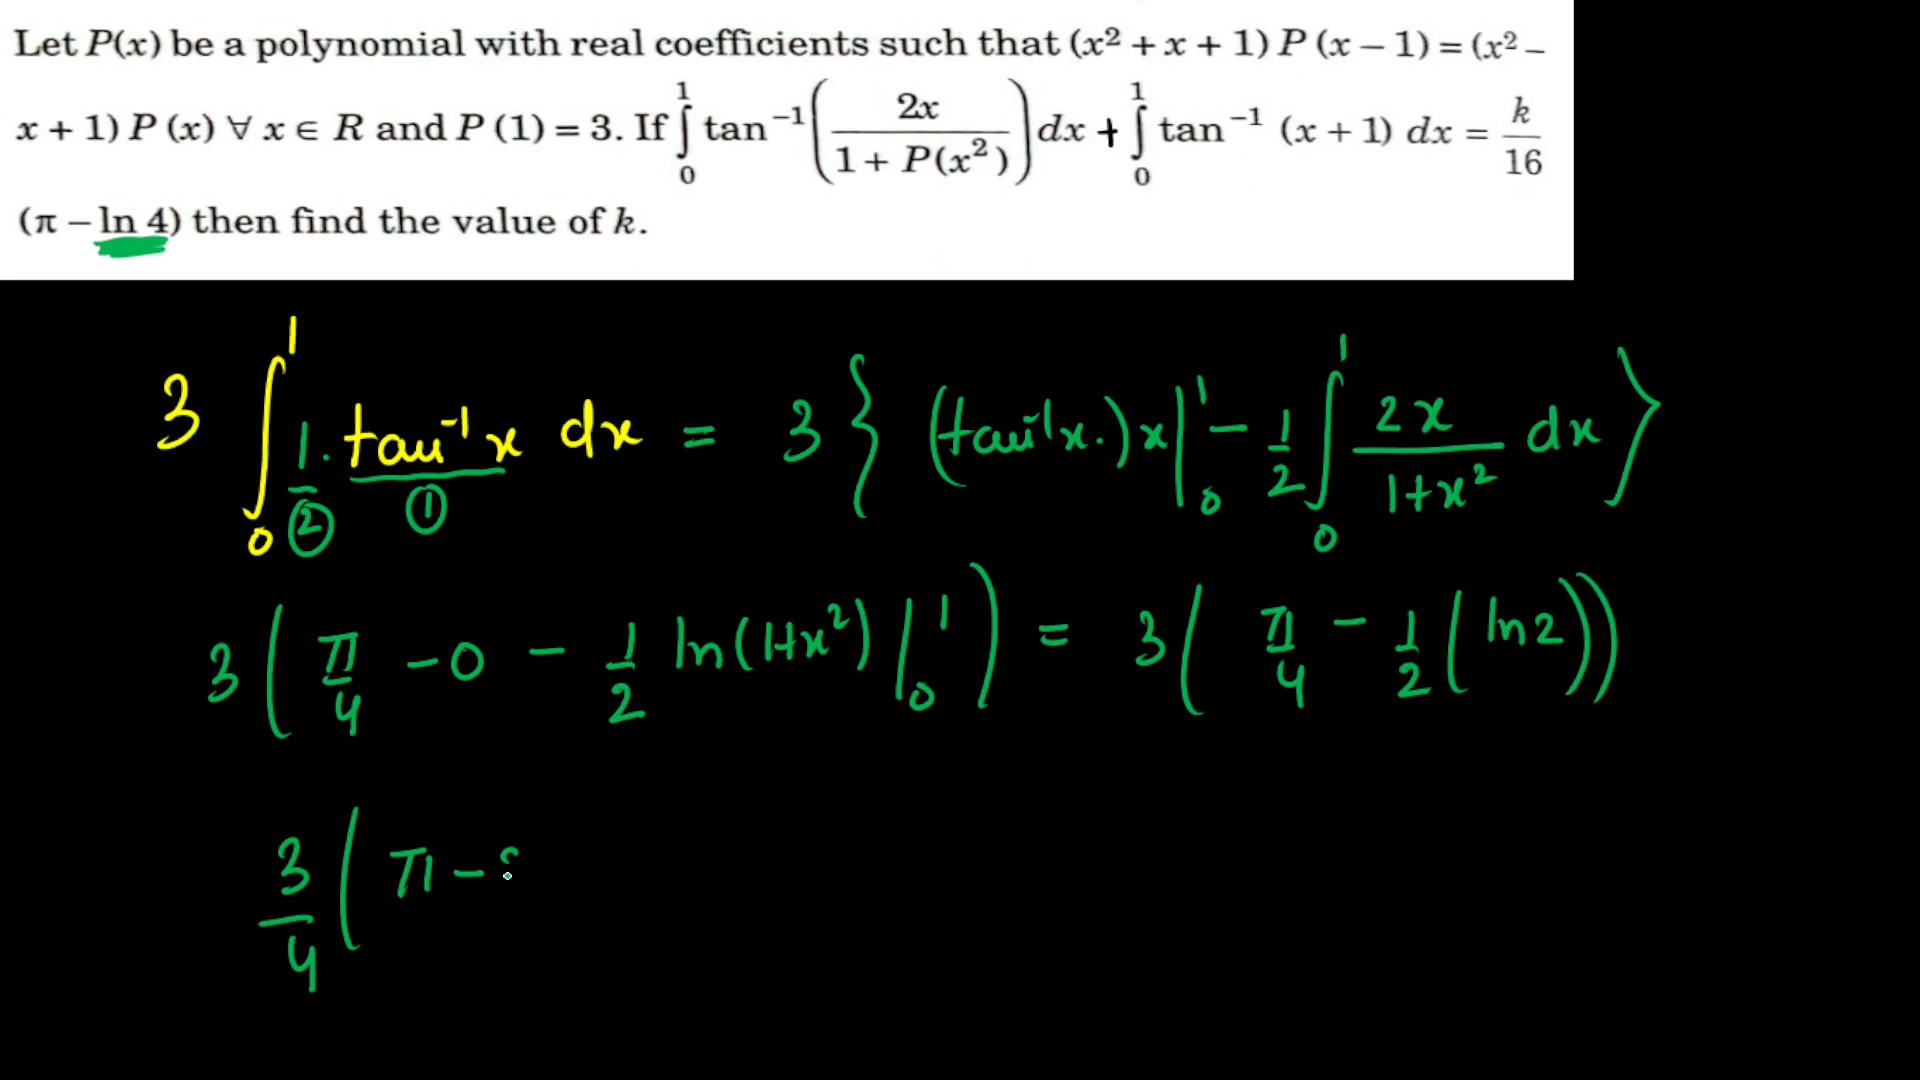 Let P(x) be a polynomial with real coefficients such that (x² + x + 1) P (x – 1) = (x² –
x + 1) P (x) ∀ x ∈ R and P (1) = 3. If ∫₀¹ tan⁻¹(2x / (1 + P(x²))) dx + ∫₀¹ tan⁻¹ (x + 1) dx = k/16
(π – ln 4) then find the value of k.
3 ∫₀¹ 1. tan⁻¹ x dx = 3 { (tan⁻¹x.) x |₀¹ – 1/2 ∫₀¹ 2x/(1+x²) dx }
② ①
3 ( π/4 – 0 – 1/2 ln(1+x²) |₀¹ ) = 3 ( π/4 – 1/2 ( ln2 ))
3/4 ( π –